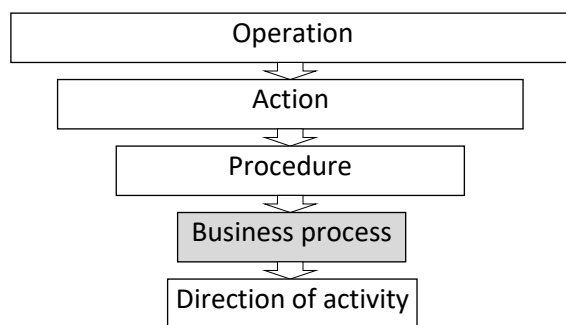 Operation
Action
Procedure
Business process
Direction of activity